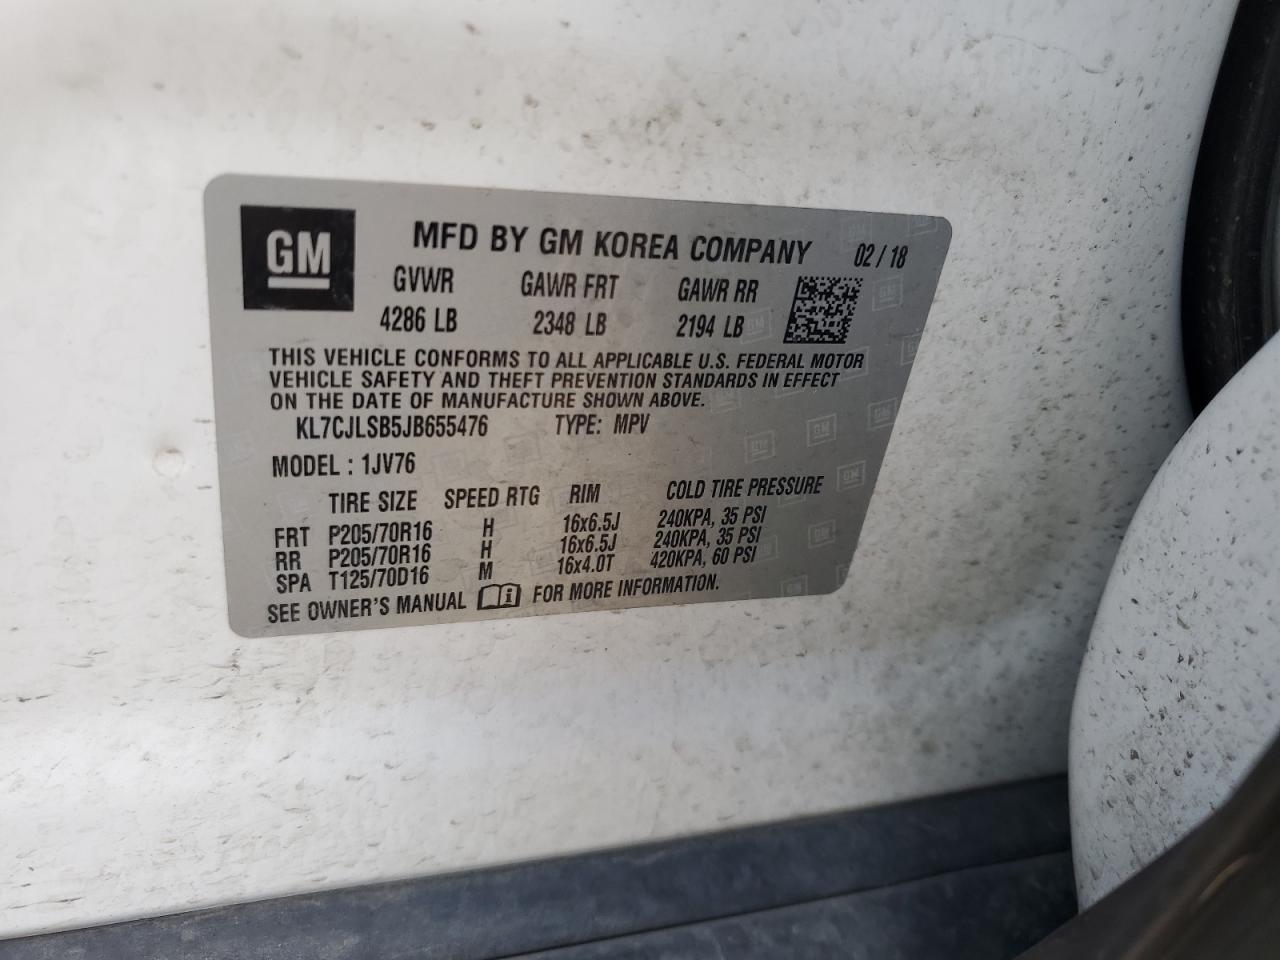 GM
MFD BY GM KOREA COMPANY 02 / 18
GVWR GAWR FRT GAWR RR
4286 LB 2348 LB 2194 LB
THIS VEHICLE CONFORMS TO ALL APPLICABLE U.S. FEDERAL MOTOR
VEHICLE SAFETY AND THEFT PREVENTION STANDARDS IN EFFECT
ON THE DATE OF MANUFACTURE SHOWN ABOVE.
KL7CJLSB5JB655476 TYPE: MPV
MODEL : 1JV76
TIRE SIZE SPEED RTG RIM COLD TIRE PRESSURE
FRT P205/70R16 H 16x6.5J 240KPA, 35 PSI
RR P205/70R16 H 16x6.5J 240KPA, 35 PSI
SPA T125/70D16 M 16x4.0T 420KPA, 60 PSI
SEE OWNER'S MANUAL i FOR MORE INFORMATION.